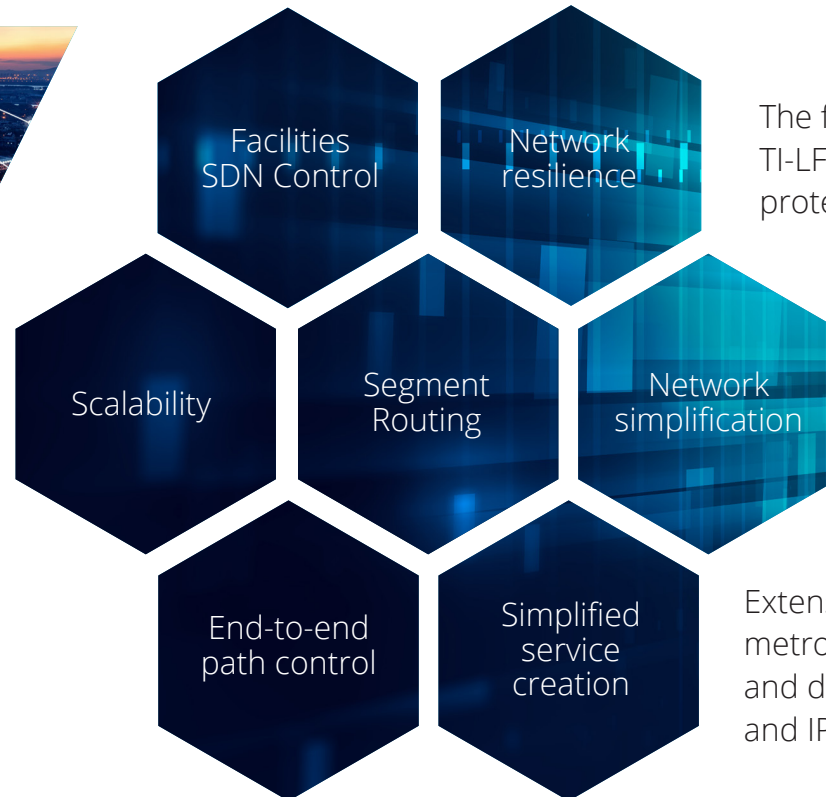 Facilities
SDN Control
Network
resilience
The
TI-LF
prote
Scalability
Segment
Routing
Network
simplification
End-to-end
path control
Simplified
service
creation
Exten
metro
and d
and IP